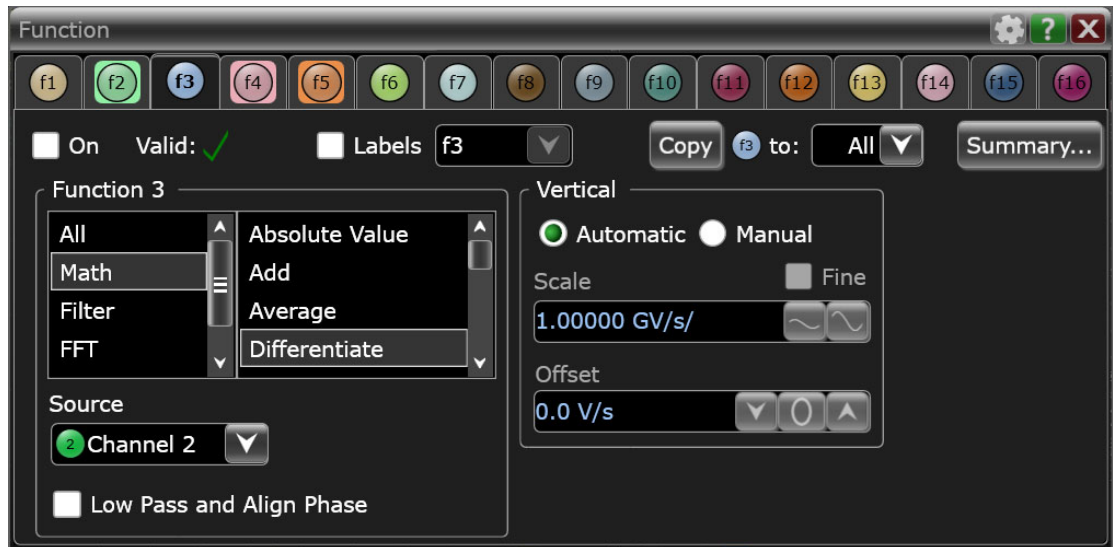 Function ?
f1 f2 f3 f4 f5 f6 f7 f8 f9 f10 f11 f12 f13 f14 f15 f16
On Valid: Labels f3 Copy f3 to: All Summary...
Function 3
All
Math
Filter
FFT
Absolute Value
Add
Average
Differentiate
Source
2 Channel 2
Low Pass and Align Phase
Vertical
Automatic Manual
Scale Fine
1.00000 GV/s/
Offset
0.0 V/s 0